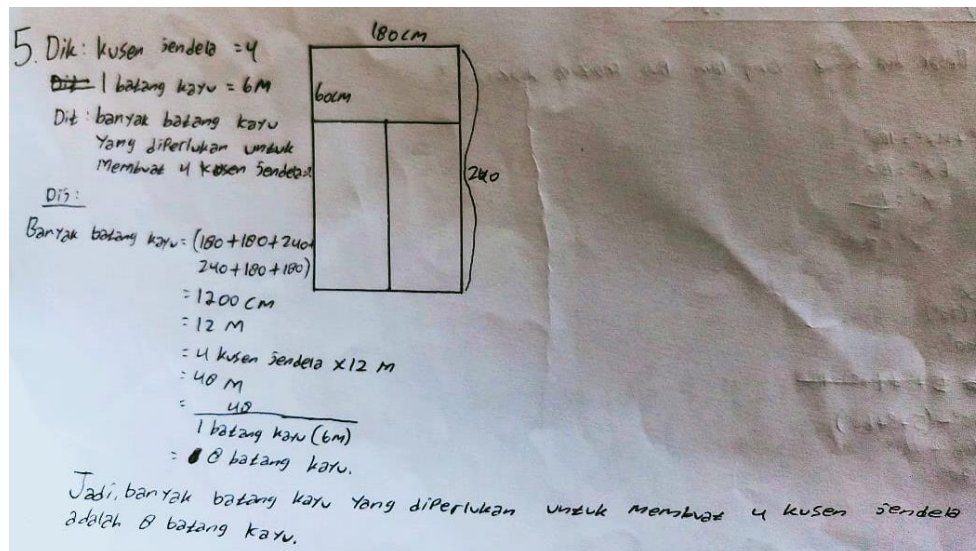 180cm
5. Dik: kusen jendela = 4
1 batang kayu = 6M
60cm
Dit: banyak batang kayu
Yang diperlukan untuk
Membuat 4 kusen jendela=
240
Dis:
Banyak batang kayu = (180+180+240+
240+180+180)
= 1200 cm
= 12 M
= 4 kusen jendela x 12 M
= 48 M
= 48
1 batang kayu (6M)
= 8 batang kayu.
Jadi, banyak batang kayu Yang diperlukan untuk Membuat 4 kusen jendela
adalah 8 batang kayu.